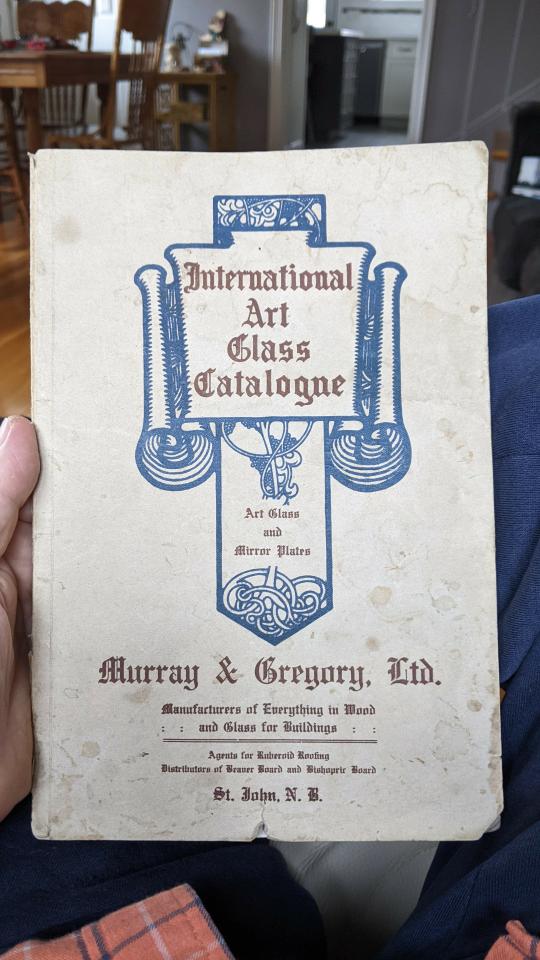 International
Art
Glass
Catalogue
Art Glass
and
Mirror Plates
Murray & Gregory, Ltd.
Manufacturers of Everything in Wood
: : and Glass for Buildings : :
Agents for Ruberoid Roofing
Distributors of Beaver Board and Bishopric Board
St. John, N. B.